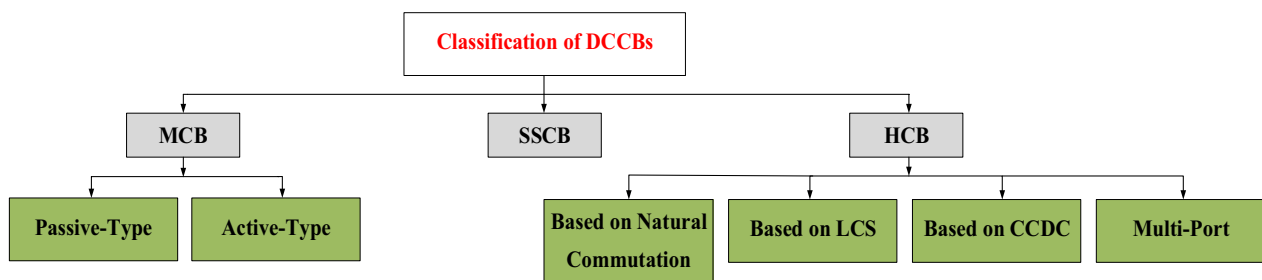 Classification of DCCBs
MCB
SSCB
HCB
Passive-Type
Active-Type
Based on Natural
Commutation
Based on LCS
Based on CCDC
Multi-Port